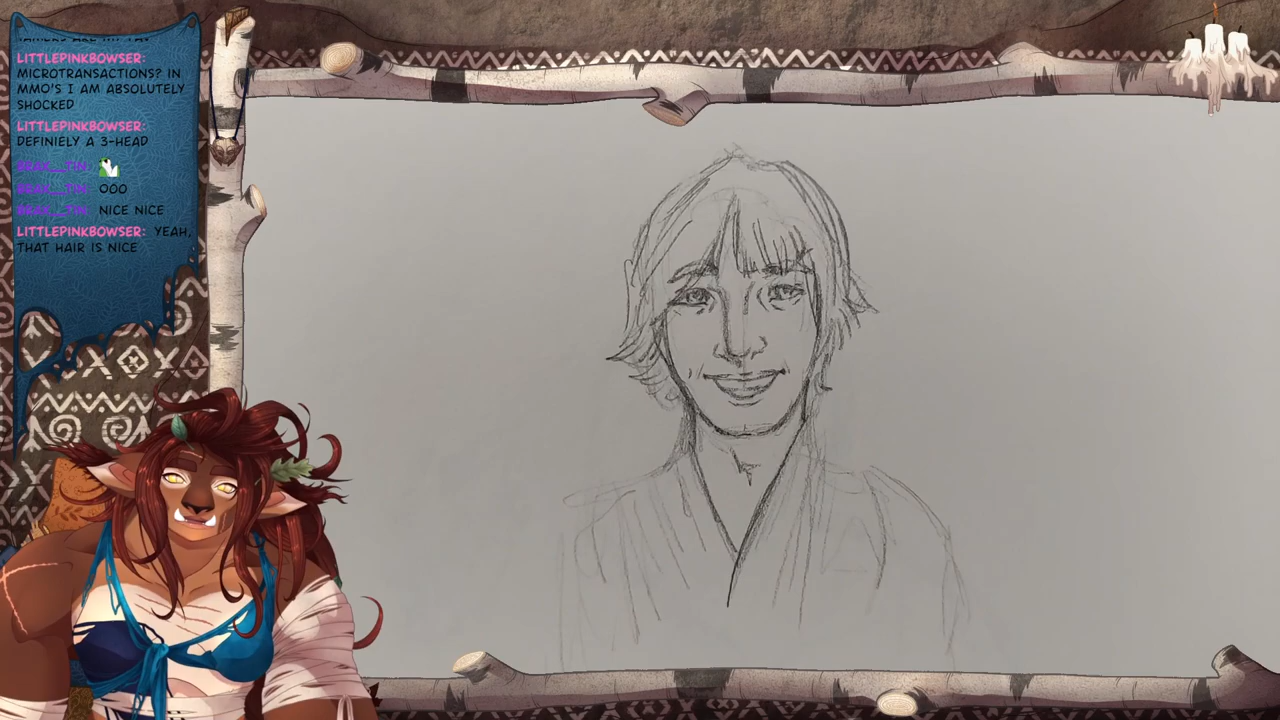 LITTLEPINKBOWSER:
MICROTRANSACTIONS? IN
MMO'S I AM ABSOLUTELY
SHOCKED
LITTLEPINKBOWSER:
DEFINIELY A 3-HEAD
OOO
NICE NICE
LITTLEPINKBOWSER: YEAH,
THAT HAIR IS NICE